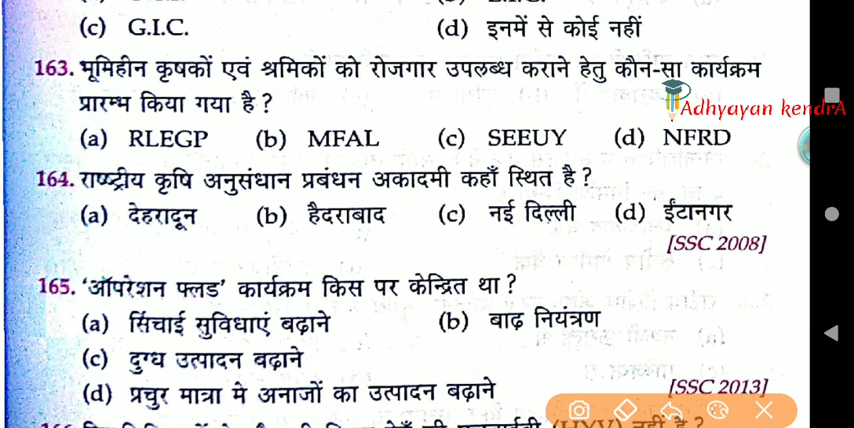 (c) G.I.C. (d) इनमें से कोई नहीं
163. भूमिहीन कृषकों एवं श्रमिकों को रोजगार उपलब्ध कराने हेतु कौन-सा कार्यक्रम
प्रारम्भ किया गया है ?
Adhyayan kendrA
(a) RLEGP (b) MFAL (c) SEEUY (d) NFRD
164. राष्ट्रीय कृषि अनुसंधान प्रबंधन अकादमी कहाँ स्थित है ?
(a) देहरादून (b) हैदराबाद (c) नई दिल्ली (d) ईंटानगर
[SSC 2008]
165. ‘ऑपरेशन फ्लड’ कार्यक्रम किस पर केन्द्रित था ?
(a) सिंचाई सुविधाएं बढ़ाने (b) बाढ़ नियंत्रण
(c) दुग्ध उत्पादन बढ़ाने
(d) प्रचुर मात्रा मे अनाजों का उत्पादन बढ़ाने [SSC 2013]
(HYV) नहीं है ?